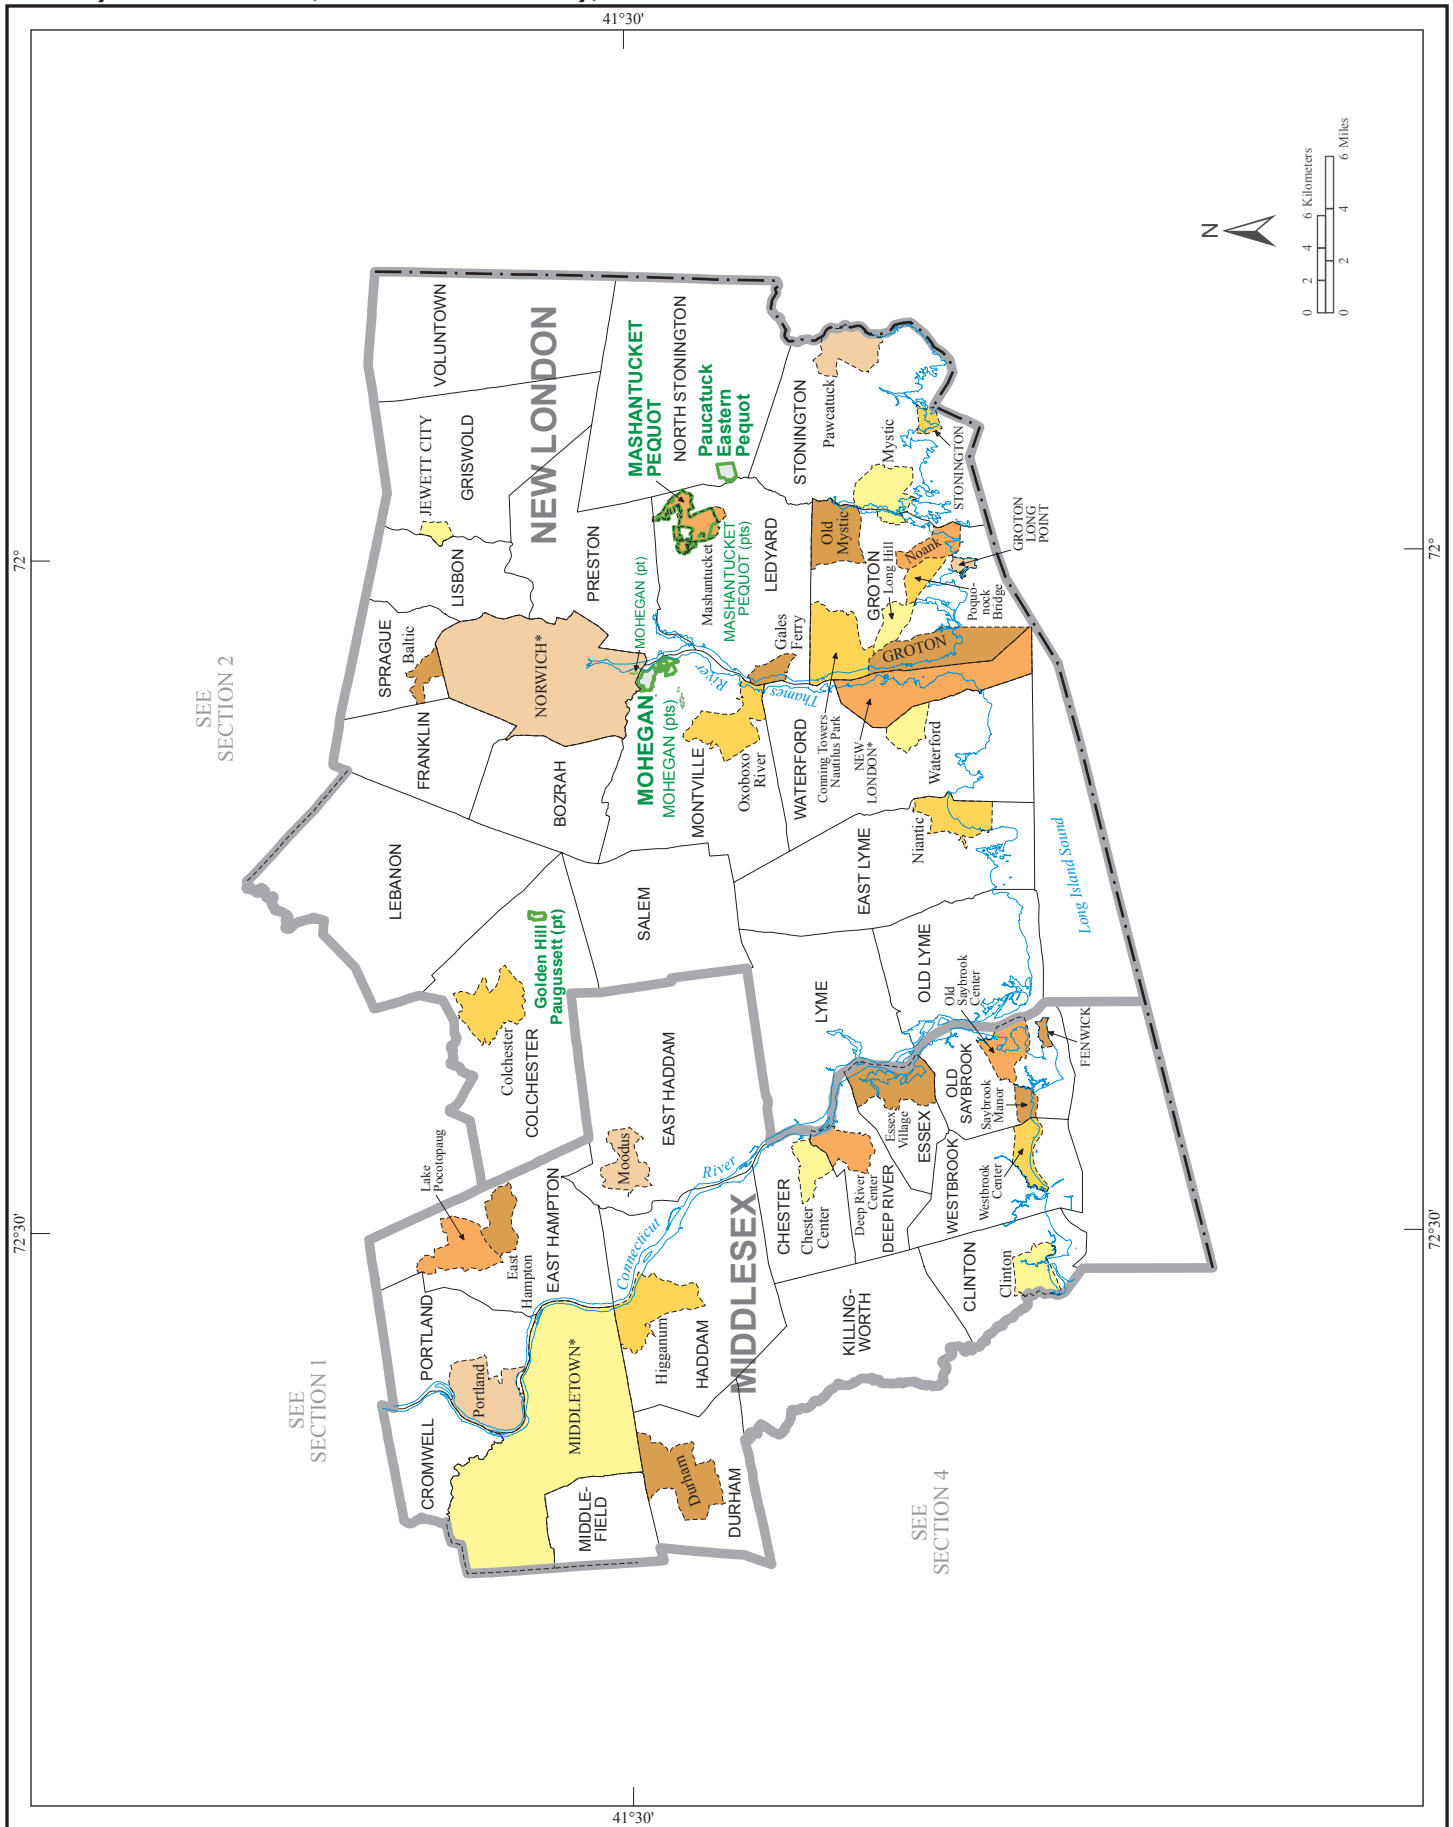 41°30'
72°
72°
72°30'
72°30'
41°30'
SEE
SECTION 1
SEE
SECTION 2
SEE
SECTION 4
N
0 2 4 6 Kilometers
0 2 4 6 Miles
NEW LONDON
MIDDLESEX
VOLUNTOWN
GRISWOLD
JEWETT CITY
LISBON
SPRAGUE
Baltic
FRANKLIN
NORWICH*
BOZRAH
LEBANON
PRESTON
NORTH STONINGTON
MASHANTUCKET
PEQUOT
Paucatuck
Eastern
Pequot
Mashantucket
MASHANTUCKET
PEQUOT (pts)
LEDYARD
MOHEGAN (pt)
MOHEGAN
MOHEGAN (pts)
MONTVILLE
Oxoboxo
River
Gales
Ferry
Thames
River
STONINGTON
Pawcatuck
Mystic
STONINGTON
Old
Mystic
GROTON
Long Hill
Noank
Poquo-
nock
Bridge
GROTON
LONG
POINT
GROTON
WATERFORD
Conning Towers
Nautilus Park
NEW
LONDON*
Waterford
Niantic
EAST LYME
Long Island Sound
SALEM
Golden Hill
Paugussett (pt)
Colchester
COLCHESTER
LYME
OLD LYME
Old
Saybrook
Center
FENWICK
OLD
SAYBROOK
Saybrook
Manor
Essex
Village
ESSEX
WESTBROOK
Westbrook
Center
Deep River
Center
DEEP RIVER
CHESTER
Chester
Center
EAST HADDAM
Moodus
Connecticut
River
Lake
Pocotopaug
East
Hampton
EAST HAMPTON
PORTLAND
Portland
CROMWELL
MIDDLETOWN*
MIDDLE-
FIELD
Higganum
HADDAM
Durham
DURHAM
KILLING-
WORTH
CLINTON
Clinton